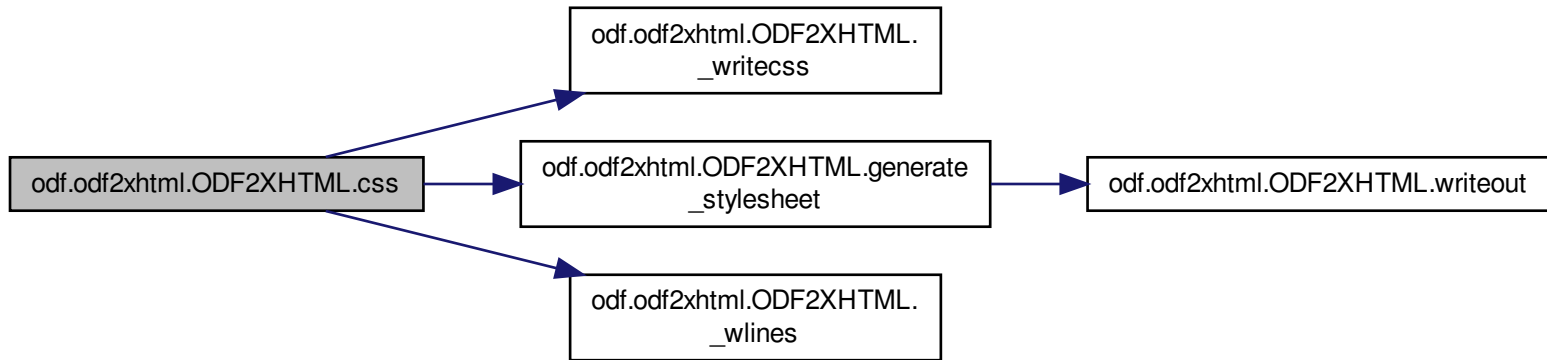 odf.odf2xhtml.ODF2XHTML.
_writecss
odf.odf2xhtml.ODF2XHTML.css
odf.odf2xhtml.ODF2XHTML.generate
_stylesheet
odf.odf2xhtml.ODF2XHTML.writeout
odf.odf2xhtml.ODF2XHTML.
_wlines